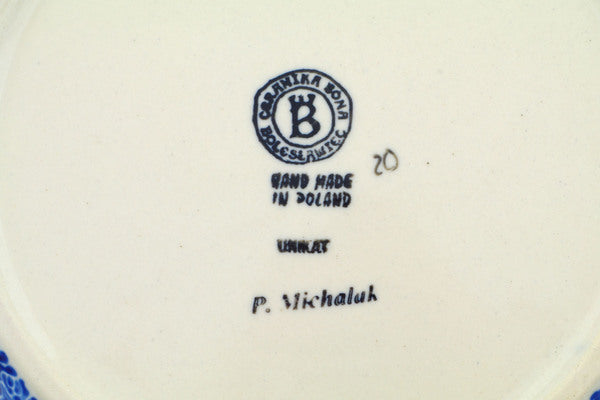 CERAMIKA BONA
B
BOLESŁAWIEC
20
HAND MADE
IN POLAND
UNIKAT
P. Michaluk